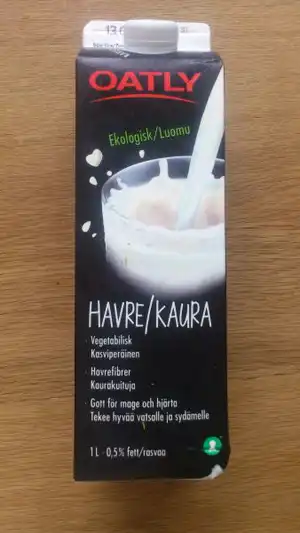 OATLY
Ekologisk/Luomu
HAVRE/KAURA
· Vegetabilisk
Kasviperäinen
· Havrefibrer
Kaurakuituja
· Gott för mage och hjärta
Tekee hyvää vatsalle ja sydämelle
1 L · 0,5% fett/rasvaa